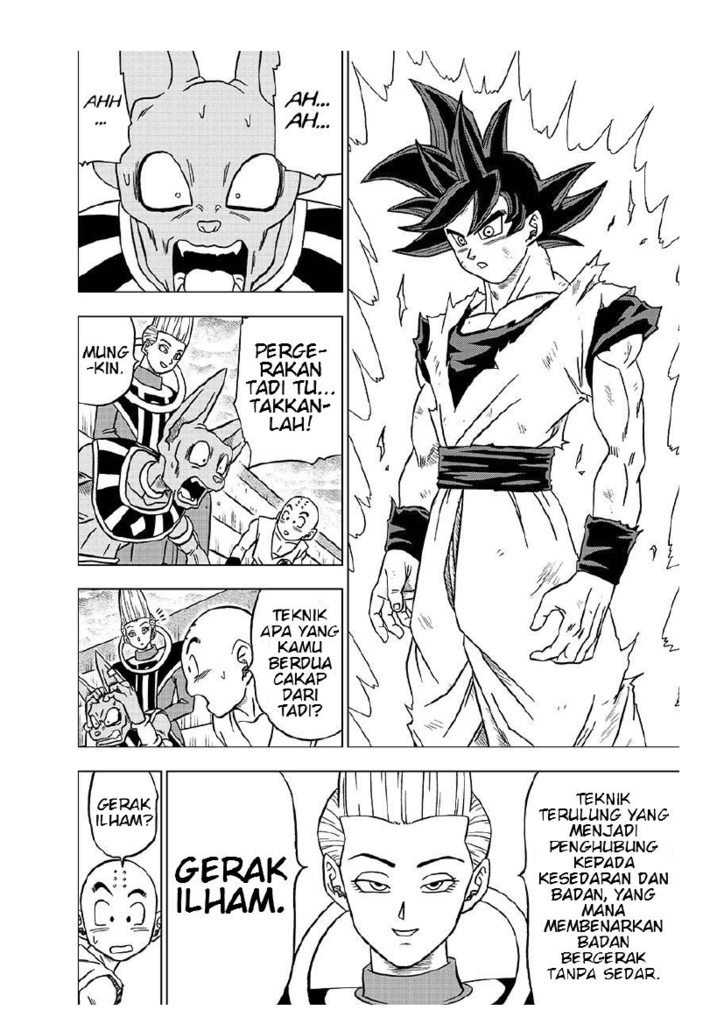 AH...
AH...
AHH
...
PERGE-
RAKAN
TADI TU...
TAKKAN-
LAH!
MUNG
-KIN.
TEKNIK
APA YANG
KAMU
BERDUA
CAKAP
DARI
TADI?
TEKNIK
TERULUNG YANG
MENJADI
PENGHUBUNG
KEPADA
KESEDARAN DAN
BADAN, YANG
MANA
MEMBENARKAN
BADAN
BERGERAK
TANPA SEDAR.
GERAK
ILHAM.
GERAK
ILHAM?